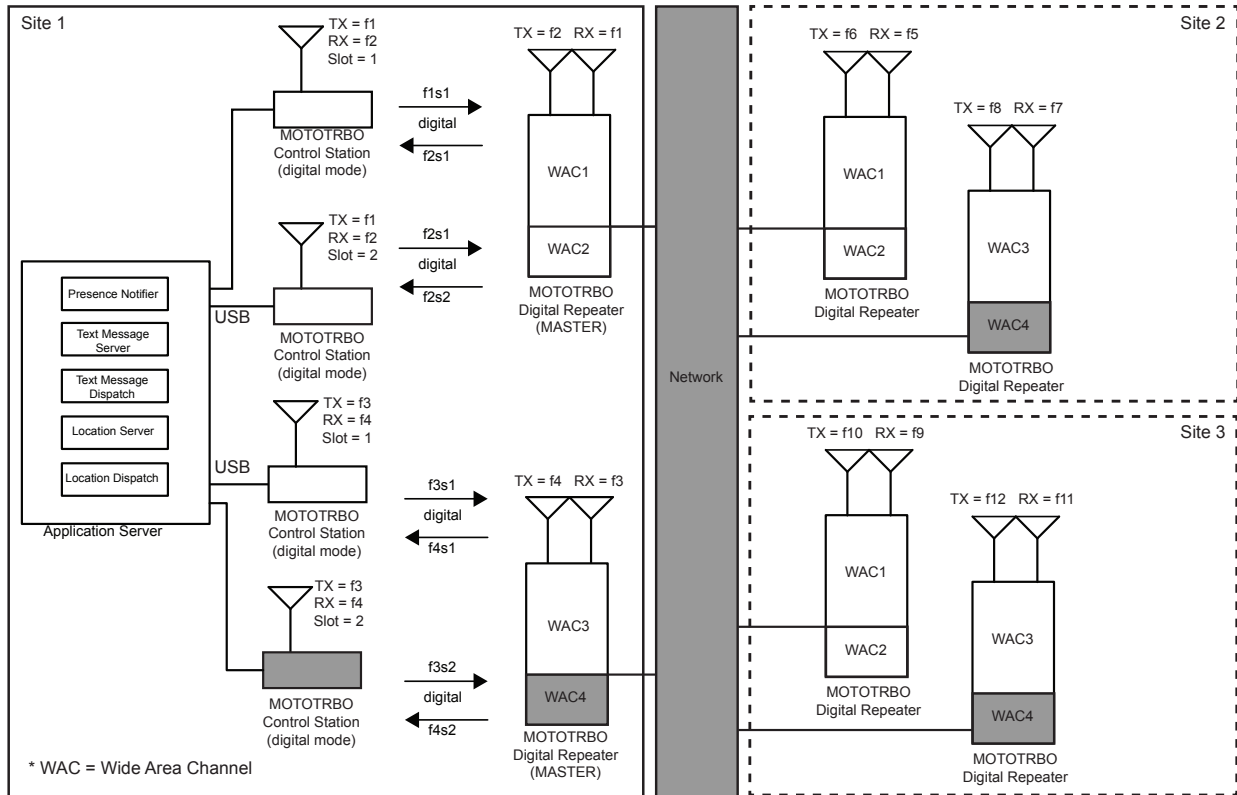 Site 1
TX = f1
RX = f2
Slot = 1
MOTOTRBO
Control Station
(digital mode)
f1s1
digital
f2s1
TX = f2
RX = f1
WAC1
WAC2
MOTOTRBO
Digital Repeater
(MASTER)
TX = f1
RX = f2
Slot = 2
MOTOTRBO
Control Station
(digital mode)
f2s1
digital
f2s2
Presence Notifier
Text Message
Server
Text Message
Dispatch
Location Server
Location Dispatch
Application Server
USB
USB
TX = f3
RX = f4
Slot = 1
MOTOTRBO
Control Station
(digital mode)
f3s1
digital
f4s1
TX = f4
RX = f3
WAC3
WAC4
MOTOTRBO
Digital Repeater
(MASTER)
TX = f3
RX = f4
Slot = 2
MOTOTRBO
Control Station
(digital mode)
f3s2
digital
f4s2
* WAC = Wide Area Channel
Network
Site 2
TX = f6
RX = f5
WAC1
WAC2
MOTOTRBO
Digital Repeater
TX = f8
RX = f7
WAC3
WAC4
MOTOTRBO
Digital Repeater
Site 3
TX = f10
RX = f9
WAC1
WAC2
MOTOTRBO
Digital Repeater
TX = f12
RX = f11
WAC3
WAC4
MOTOTRBO
Digital Repeater